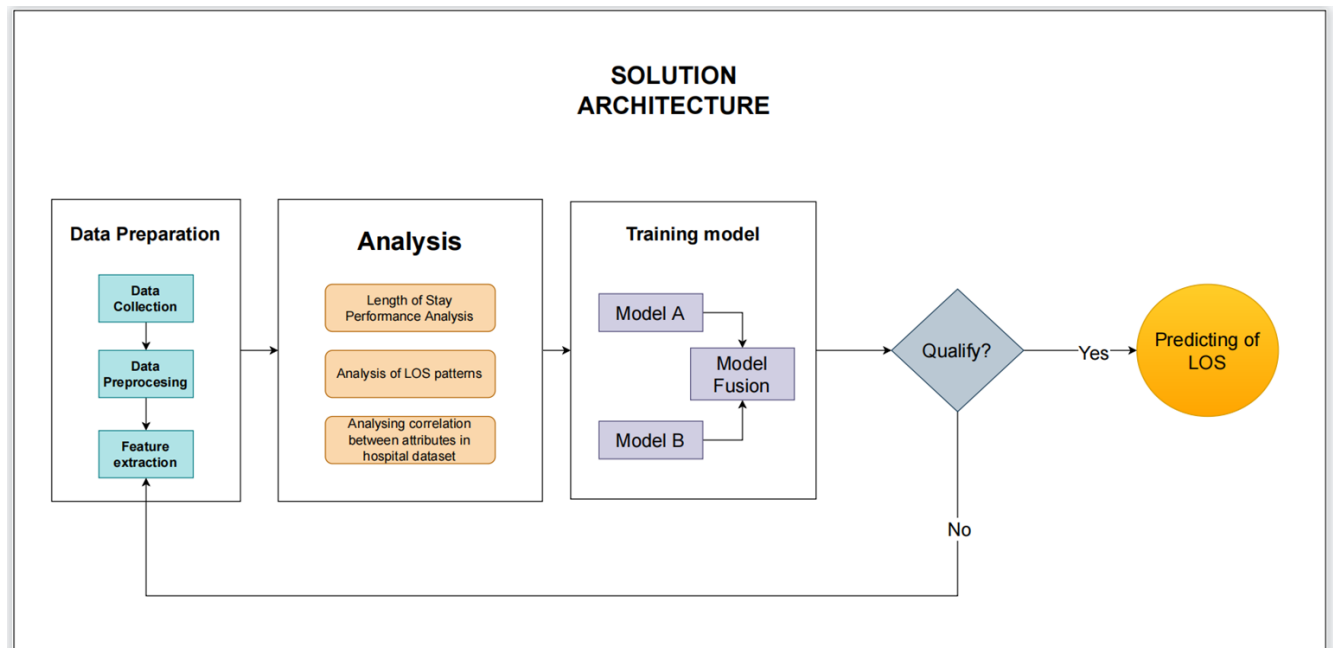 SOLUTION
ARCHITECTURE
Data Preparation
Data
Collection
Data
Preprocesing
Feature
extraction
Analysis
Length of Stay
Performance Analysis
Analysis of LOS patterns
Analysing correlation
between attributes in
hospital dataset
Training model
Model A
Model
Fusion
Model B
Qualify?
Yes
Predicting of
LOS
No